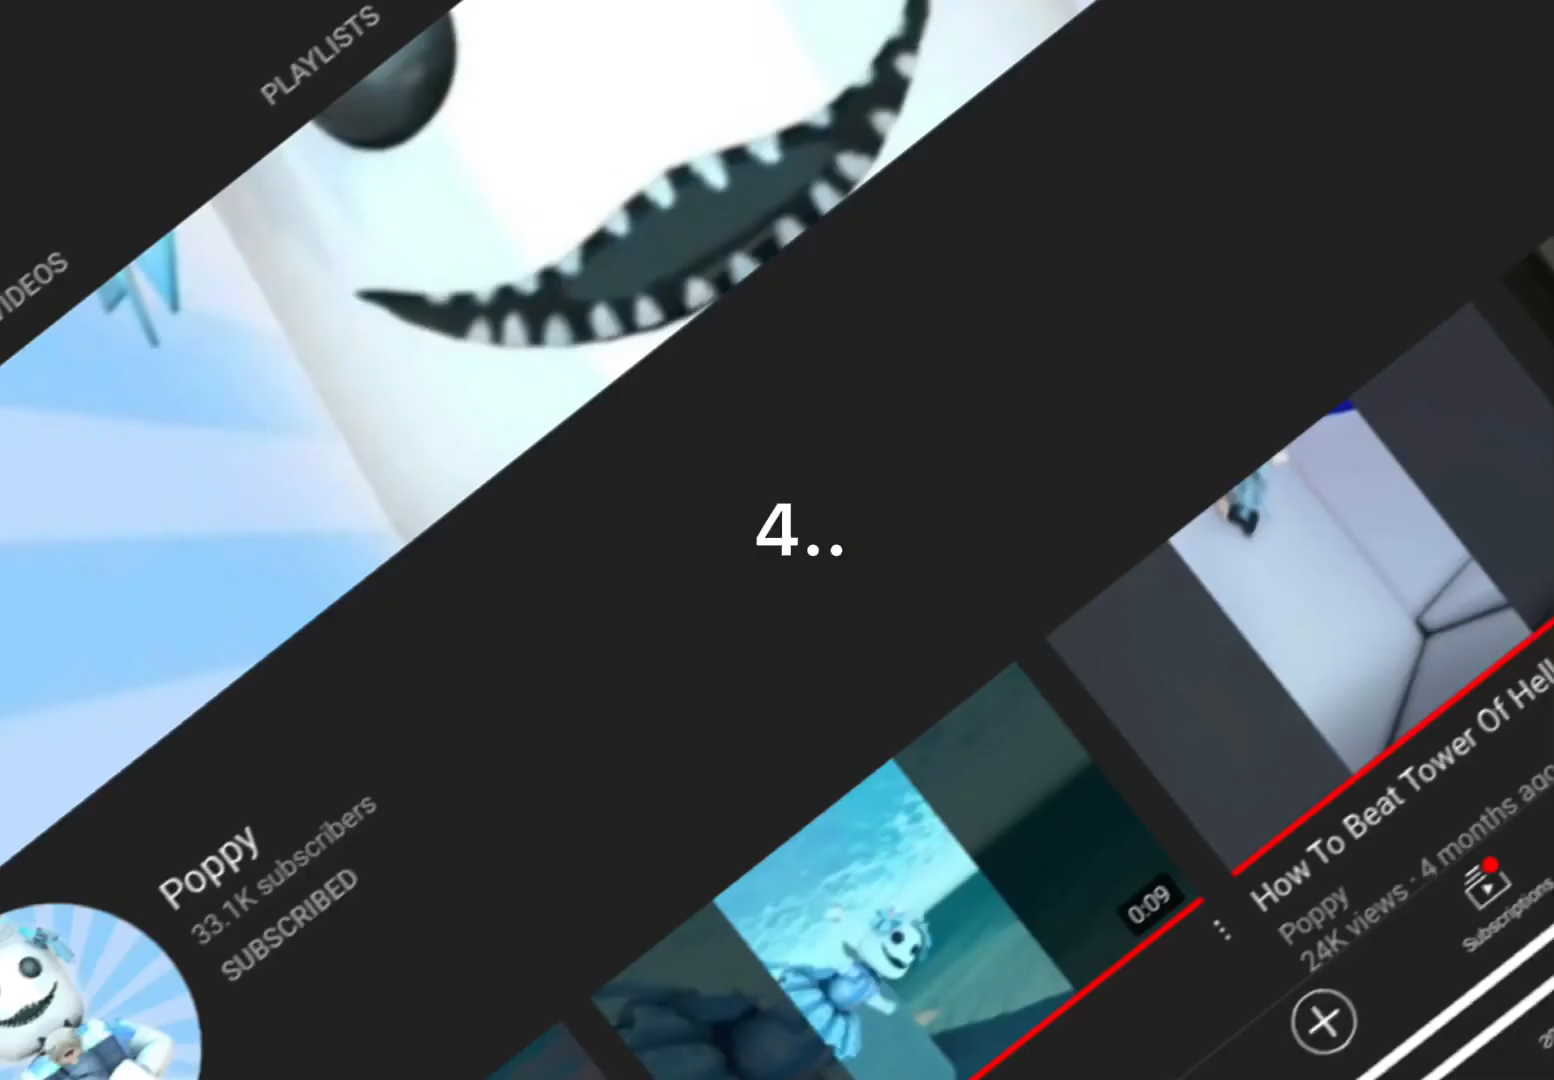 PLAYLISTS
VIDEOS
4..
Poppy
33.1K subscribers
SUBSCRIBED
0:09
How To Beat Tower Of Hell
Poppy
24K views · 4 months ago
Subscriptions